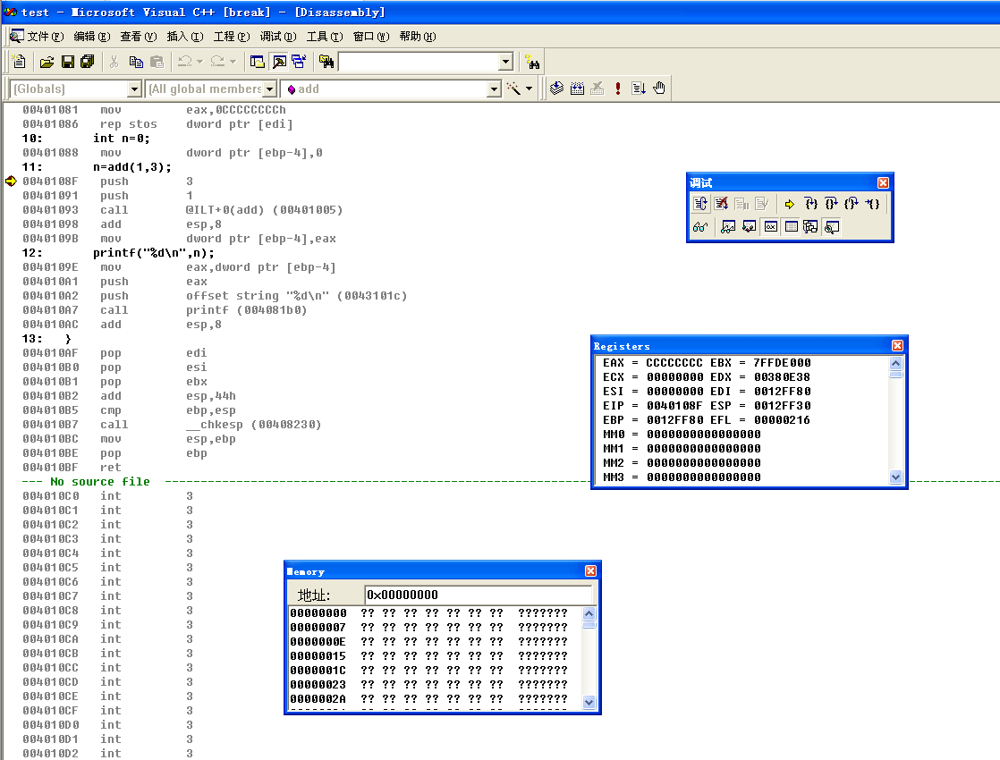 test - Microsoft Visual C++ [break] - [Disassembly]
文件(F) 编辑(E) 查看(V) 插入(I) 工程(P) 调试(D) 工具(T) 窗口(W) 帮助(H)
(Globals) (All global members add
00401081 mov eax,0CCCCCCCCh
00401086 rep stos dword ptr [edi]
10: int n=0;
00401088 mov dword ptr [ebp-4],0
11: n=add(1,3);
0040108F push 3
00401091 push 1
00401093 call @ILT+0(add) (00401005)
00401098 add esp,8
0040109B mov dword ptr [ebp-4],eax
12: printf("%d\n",n);
0040109E mov eax,dword ptr [ebp-4]
004010A1 push eax
004010A2 push offset string "%d\n" (0043101c)
004010A7 call printf (004081b0)
004010AC add esp,8
13: }
004010AF pop edi
004010B0 pop esi
004010B1 pop ebx
004010B2 add esp,44h
004010B5 cmp ebp,esp
004010B7 call __chkesp (00408230)
004010BC mov esp,ebp
004010BE pop ebp
004010BF ret
--- No source file
004010C0 int 3
004010C1 int 3
004010C2 int 3
004010C3 int 3
004010C4 int 3
004010C5 int 3
004010C6 int 3
004010C7 int 3
004010C8 int 3
004010C9 int 3
004010CA int 3
004010CB int 3
004010CC int 3
004010CD int 3
004010CE int 3
004010CF int 3
004010D0 int 3
004010D1 int 3
004010D2 int 3
调试
Registers
EAX = CCCCCCCC EBX = 7FFDE000
ECX = 00000000 EDX = 00380E38
ESI = 00000000 EDI = 0012FF80
EIP = 0040108F ESP = 0012FF30
EBP = 0012FF80 EFL = 00000216
MM0 = 0000000000000000
MM1 = 0000000000000000
MM2 = 0000000000000000
MM3 = 0000000000000000
Memory
地址: 0x00000000
00000000 ?? ?? ?? ?? ?? ?? ?? ???????
00000007 ?? ?? ?? ?? ?? ?? ?? ???????
0000000E ?? ?? ?? ?? ?? ?? ?? ???????
00000015 ?? ?? ?? ?? ?? ?? ?? ???????
0000001C ?? ?? ?? ?? ?? ?? ?? ???????
00000023 ?? ?? ?? ?? ?? ?? ?? ???????
0000002A ?? ?? ?? ?? ?? ?? ?? ???????